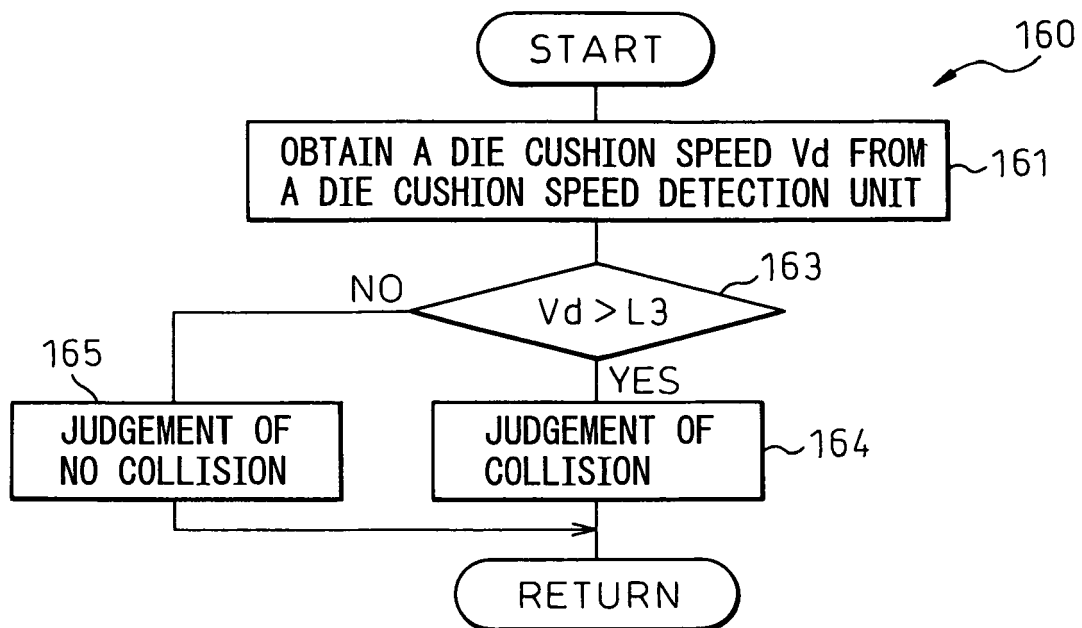 START
160
OBTAIN A DIE CUSHION SPEED Vd FROM
A DIE CUSHION SPEED DETECTION UNIT
161
163
NO
Vd > L3
165
YES
JUDGEMENT OF
NO COLLISION
JUDGEMENT OF
COLLISION
164
RETURN